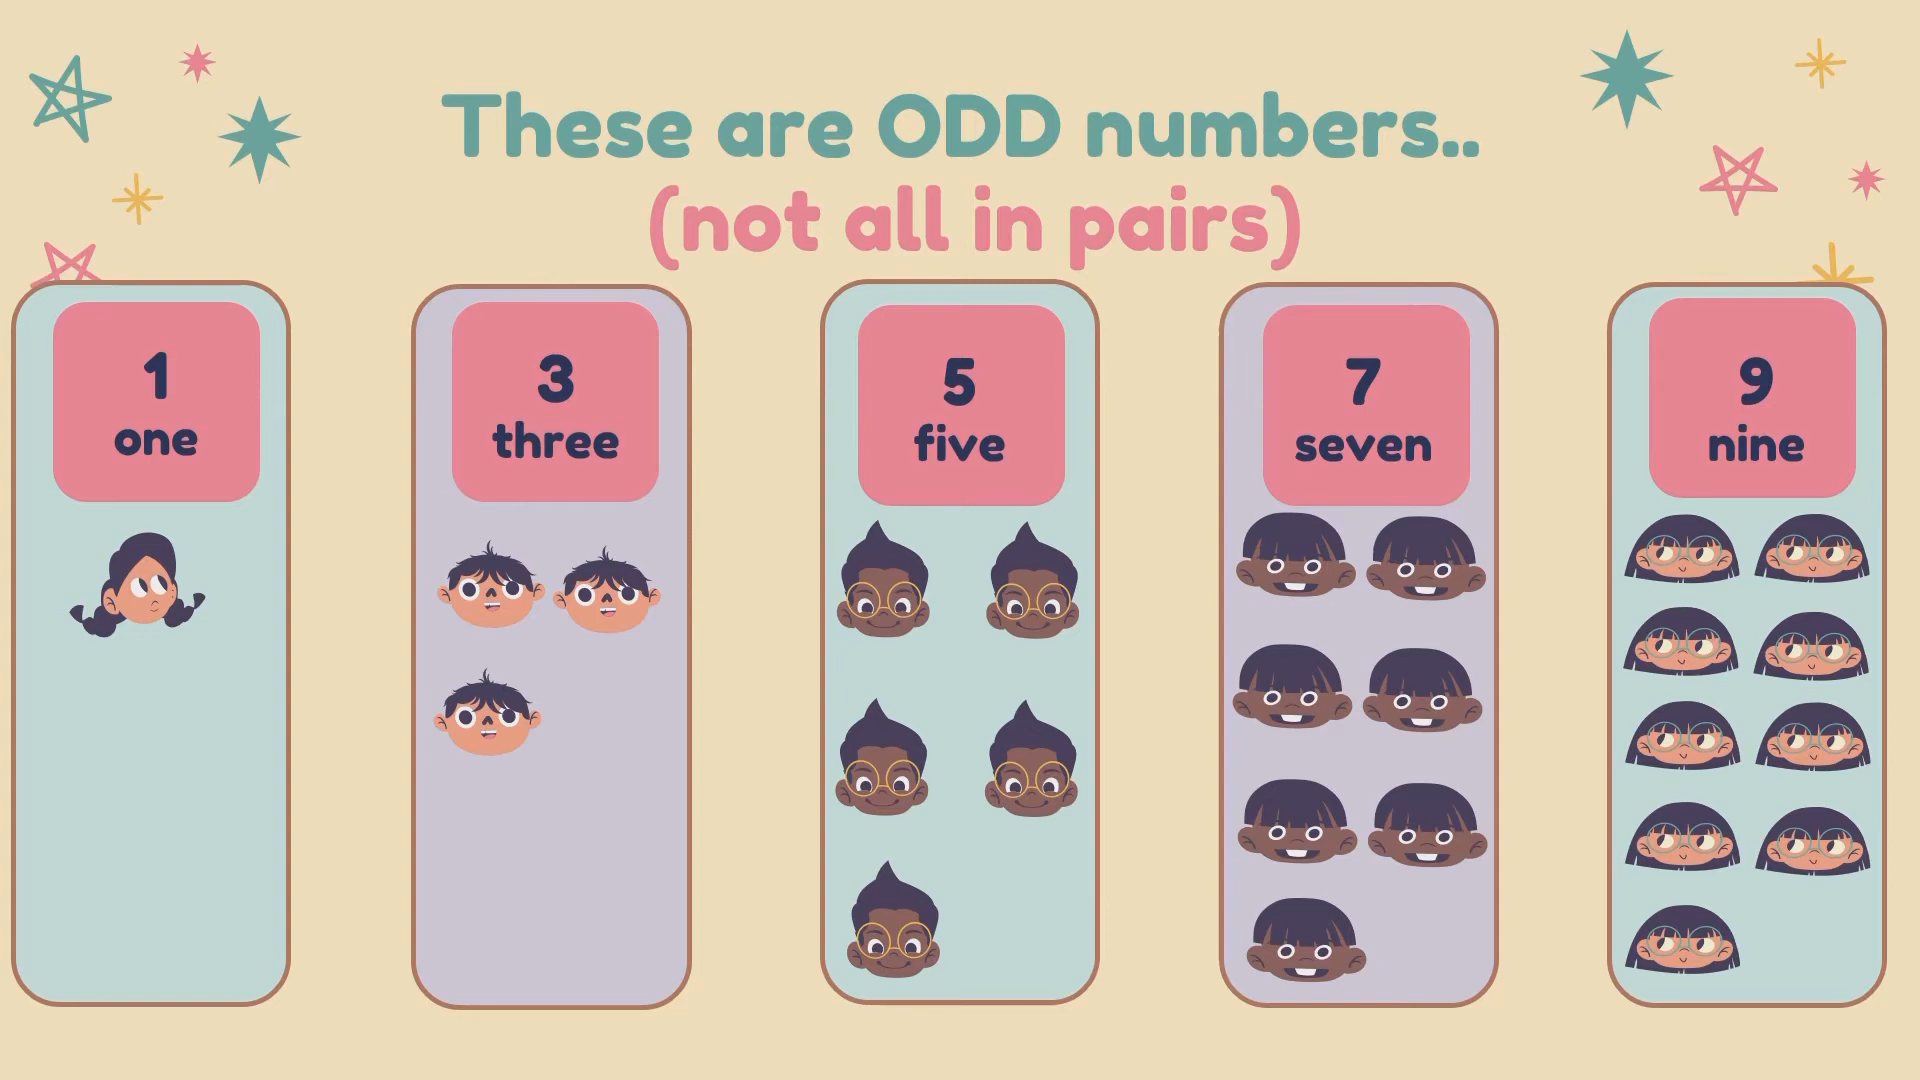 These are ODD numbers..
(not all in pairs)
1
one
3
three
5
five
7
seven
9
nine